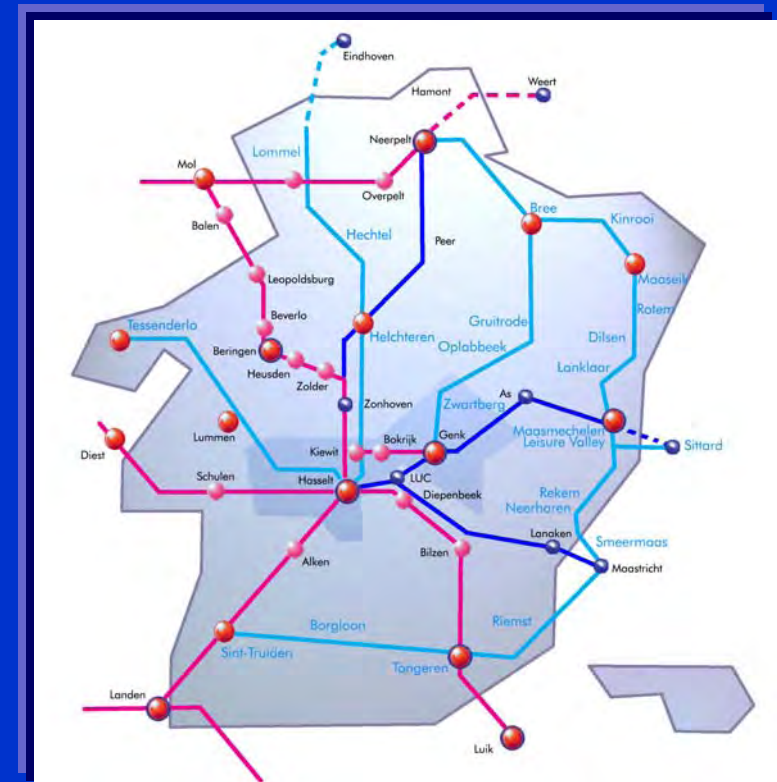 Eindhoven
Weert
Hamont
Neerpelt
Lommel
Mol
Overpelt
Bree
Kinrooi
Balen
Hechtel
Peer
Leopoldsburg
Maaseik
Rotem
Beverlo
Tessenderlo
Gruitrode
Helchteren
Dilsen
Beringen
Oplabbeek
Heusden
Lanklaar
Zolder
As
Zonhoven
Zwartberg
Lummen
Genk
Maasmechelen
Bokrijk
Leisure Valley
Sittard
Diest
Kiewit
Schulen
Hasselt
LUC
Diepenbeek
Rekem
Neerharen
Lanaken
Smeermaas
Alken
Bilzen
Maastricht
Borgloon
Riemst
Sint-Truiden
Tongeren
Landen
Luik